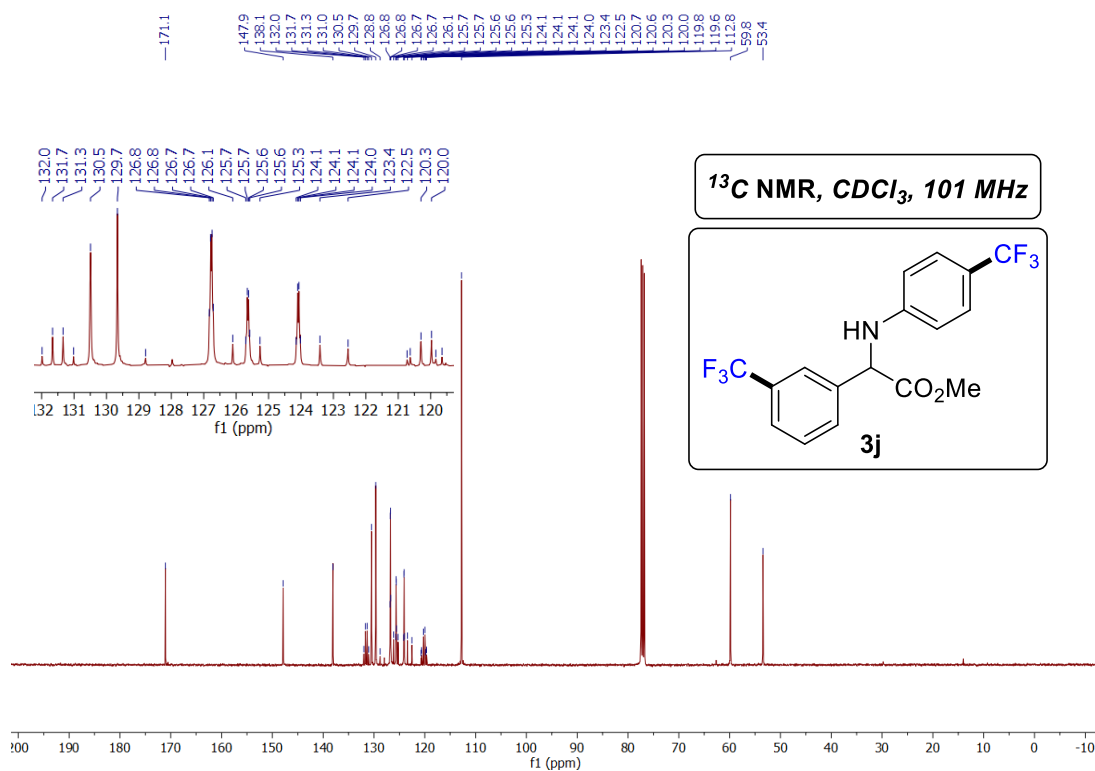 171.1 147.9 138.1 132.0 131.7 131.3 131.0 130.5 129.7 128.8 126.8 126.8 126.7 126.7 126.1 125.7 125.7 125.6 125.6 125.3 124.1 124.1 124.1 124.0 123.4 122.5 120.7 120.6 120.3 120.0 119.8 119.6 112.8 59.8 53.4
132.0 131.7 131.3 130.5 129.7 126.8 126.8 126.7 126.7 126.1 125.7 125.7 125.6 125.6 125.3 124.1 124.1 124.1 124.0 123.4 122.5 120.3 120.0
132 131 130 129 128 127 126 125 124 123 122 121 120
f1 (ppm)
13C NMR, CDCl3, 101 MHz
CF3
HN
F3C
CO2Me
3j
200 190 180 170 160 150 140 130 120 110 100 90 80 70 60 50 40 30 20 10 0 -10
f1 (ppm)